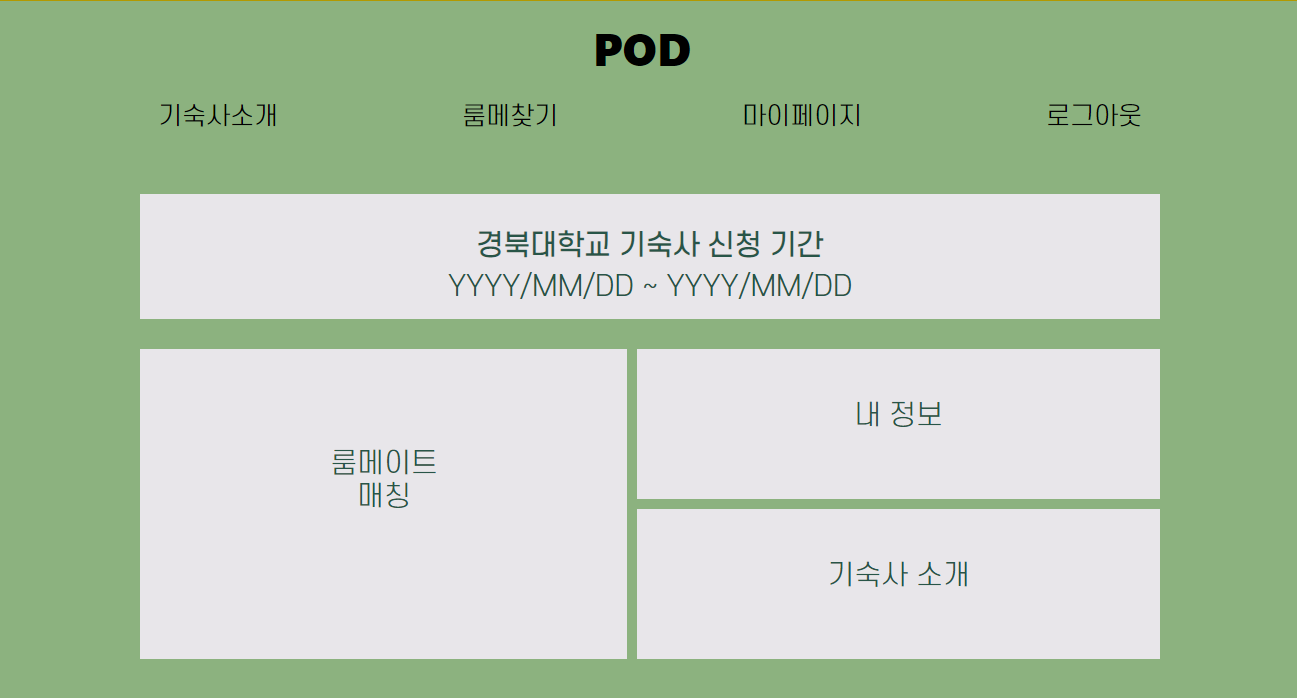 POD
기숙사소개 룸메찾기 마이페이지 로그아웃
경북대학교 기숙사 신청 기간
YYYY/MM/DD ~ YYYY/MM/DD
룸메이트
매칭
내 정보
기숙사 소개